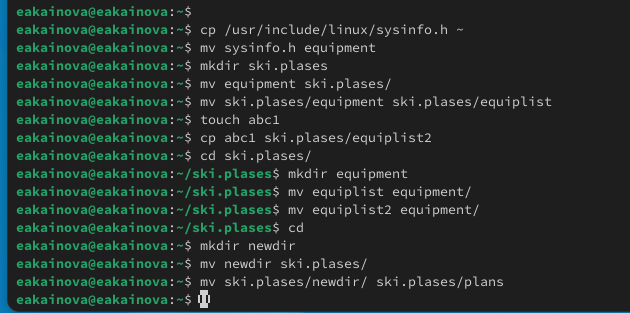 eakainova@eakainova:~$
eakainova@eakainova:~$ cp /usr/include/linux/sysinfo.h ~
eakainova@eakainova:~$ mv sysinfo.h equipment
eakainova@eakainova:~$ mkdir ski.plases
eakainova@eakainova:~$ mv equipment ski.plases/
eakainova@eakainova:~$ mv ski.plases/equipment ski.plases/equiplist
eakainova@eakainova:~$ touch abc1
eakainova@eakainova:~$ cp abc1 ski.plases/equiplist2
eakainova@eakainova:~$ cd ski.plases/
eakainova@eakainova:~/ski.plases$ mkdir equipment
eakainova@eakainova:~/ski.plases$ mv equiplist equipment/
eakainova@eakainova:~/ski.plases$ mv equiplist2 equipment/
eakainova@eakainova:~/ski.plases$ cd
eakainova@eakainova:~$ mkdir newdir
eakainova@eakainova:~$ mv newdir ski.plases/
eakainova@eakainova:~$ mv ski.plases/newdir/ ski.plases/plans
eakainova@eakainova:~$